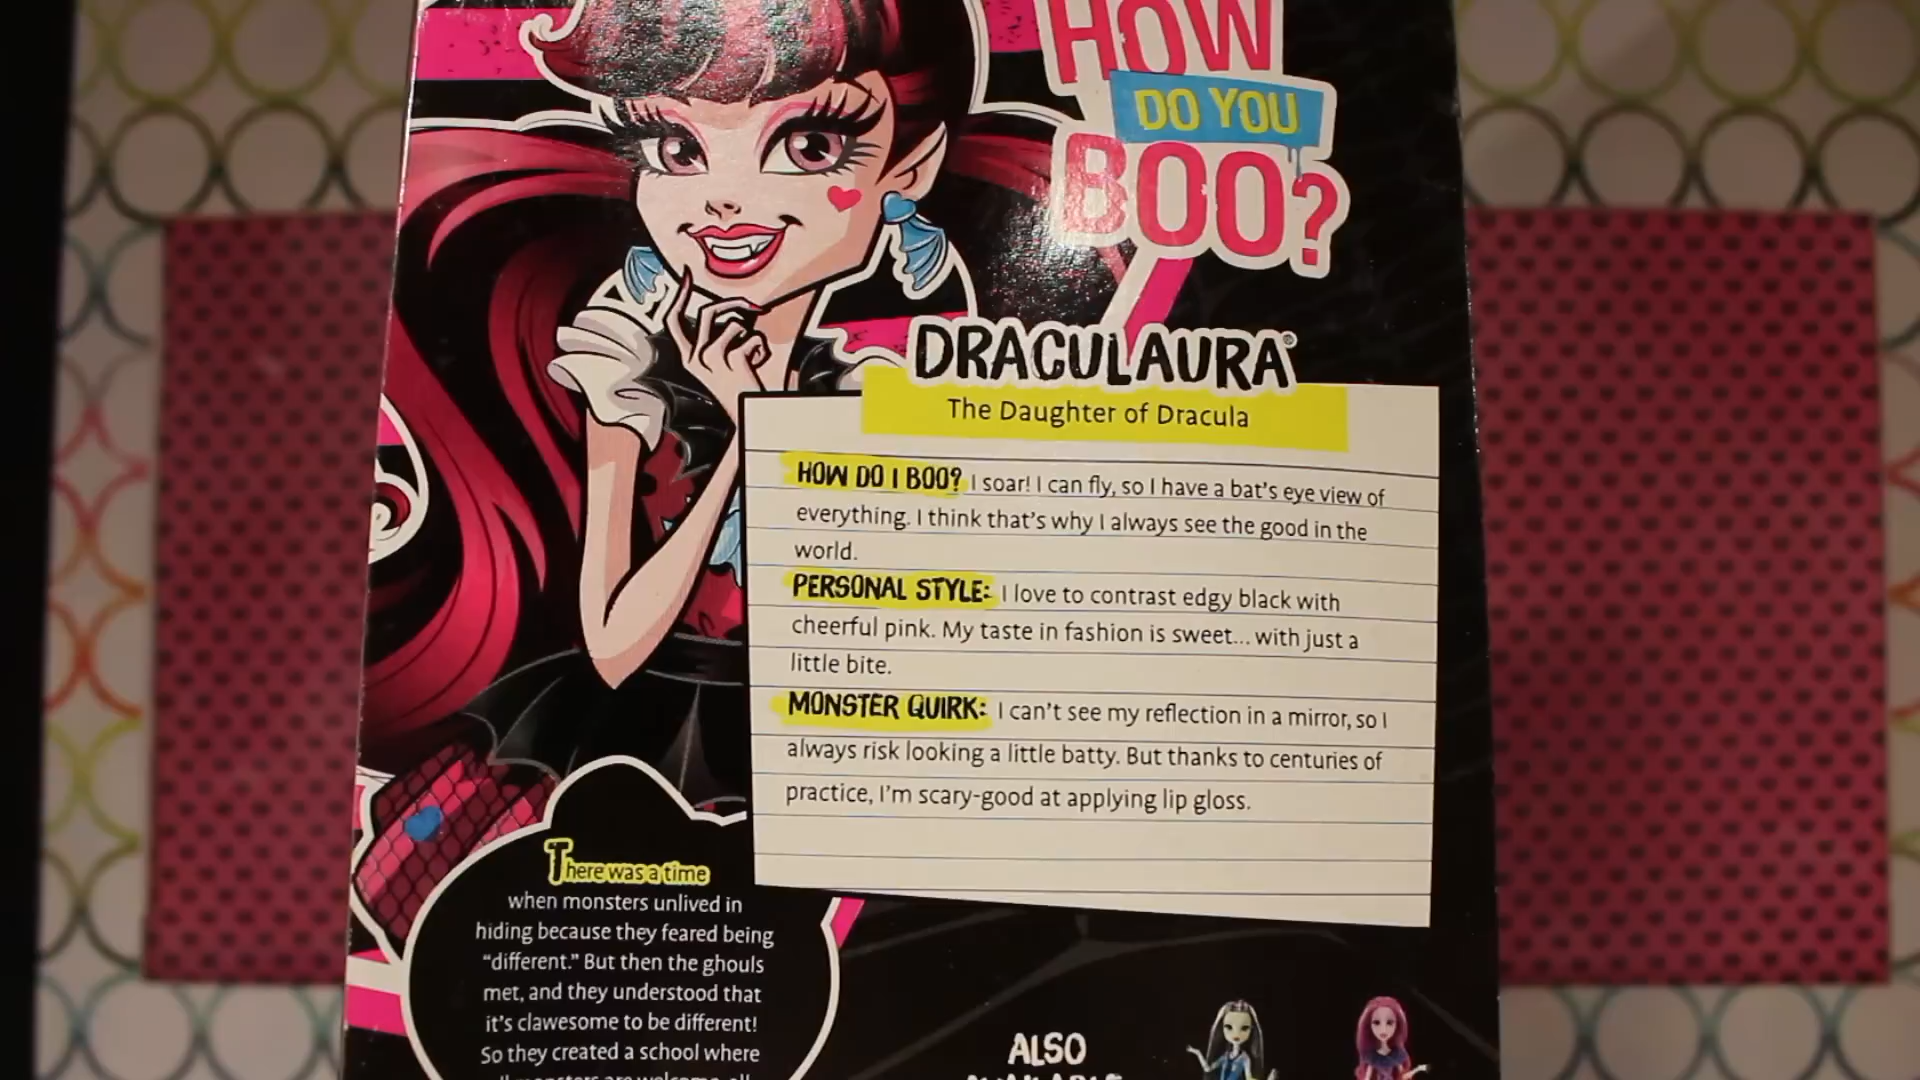 HOW
DO YOU
BOO?
DRACULAURA®
The Daughter of Dracula
HOW DO I BOO? I soar! I can fly, so I have a bat's eye view of
everything. I think that's why I always see the good in the
world.
PERSONAL STYLE: I love to contrast edgy black with
cheerful pink. My taste in fashion is sweet... with just a
little bite.
MONSTER QUIRK: I can't see my reflection in a mirror, so I
always risk looking a little batty. But thanks to centuries of
practice, I'm scary-good at applying lip gloss.
There was a time
when monsters unlived in
hiding because they feared being
"different." But then the ghouls
met, and they understood that
it's clawesome to be different!
So they created a school where
ALSO